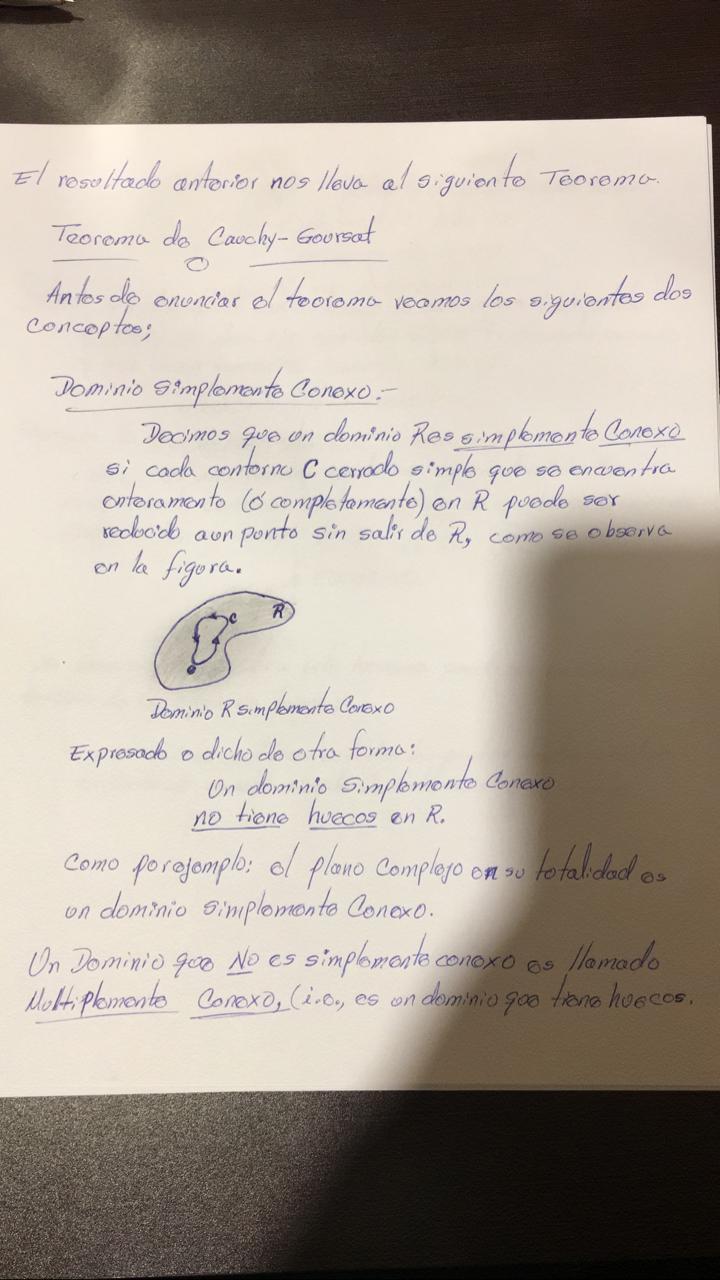 El resultado anterior nos lleva al siguiente Teorema.
Teorema de Cauchy-Goursat
Antes de enunciar el teorema veamos los siguientes dos
conceptos;
Dominio Simplemente Conexo.-
Decimos que un dominio R es simplemente Conexo
si cada contorno C cerrado simple que se encuentra
enteramente (ó completamente) en R puede ser
reducido a un punto sin salir de R, como se observa
en la figura.
C R
Dominio R simplemente Conexo
Expresado o dicho de otra forma:
Un dominio Simplemente Conexo
no tiene huecos en R.
Como por ejemplo: el plano Complejo en su totalidad es
un dominio simplemente Conexo.
Un Dominio que No es simplemente conexo es llamado
Multiplemente Conexo, (i.e., es un dominio que tiene huecos.